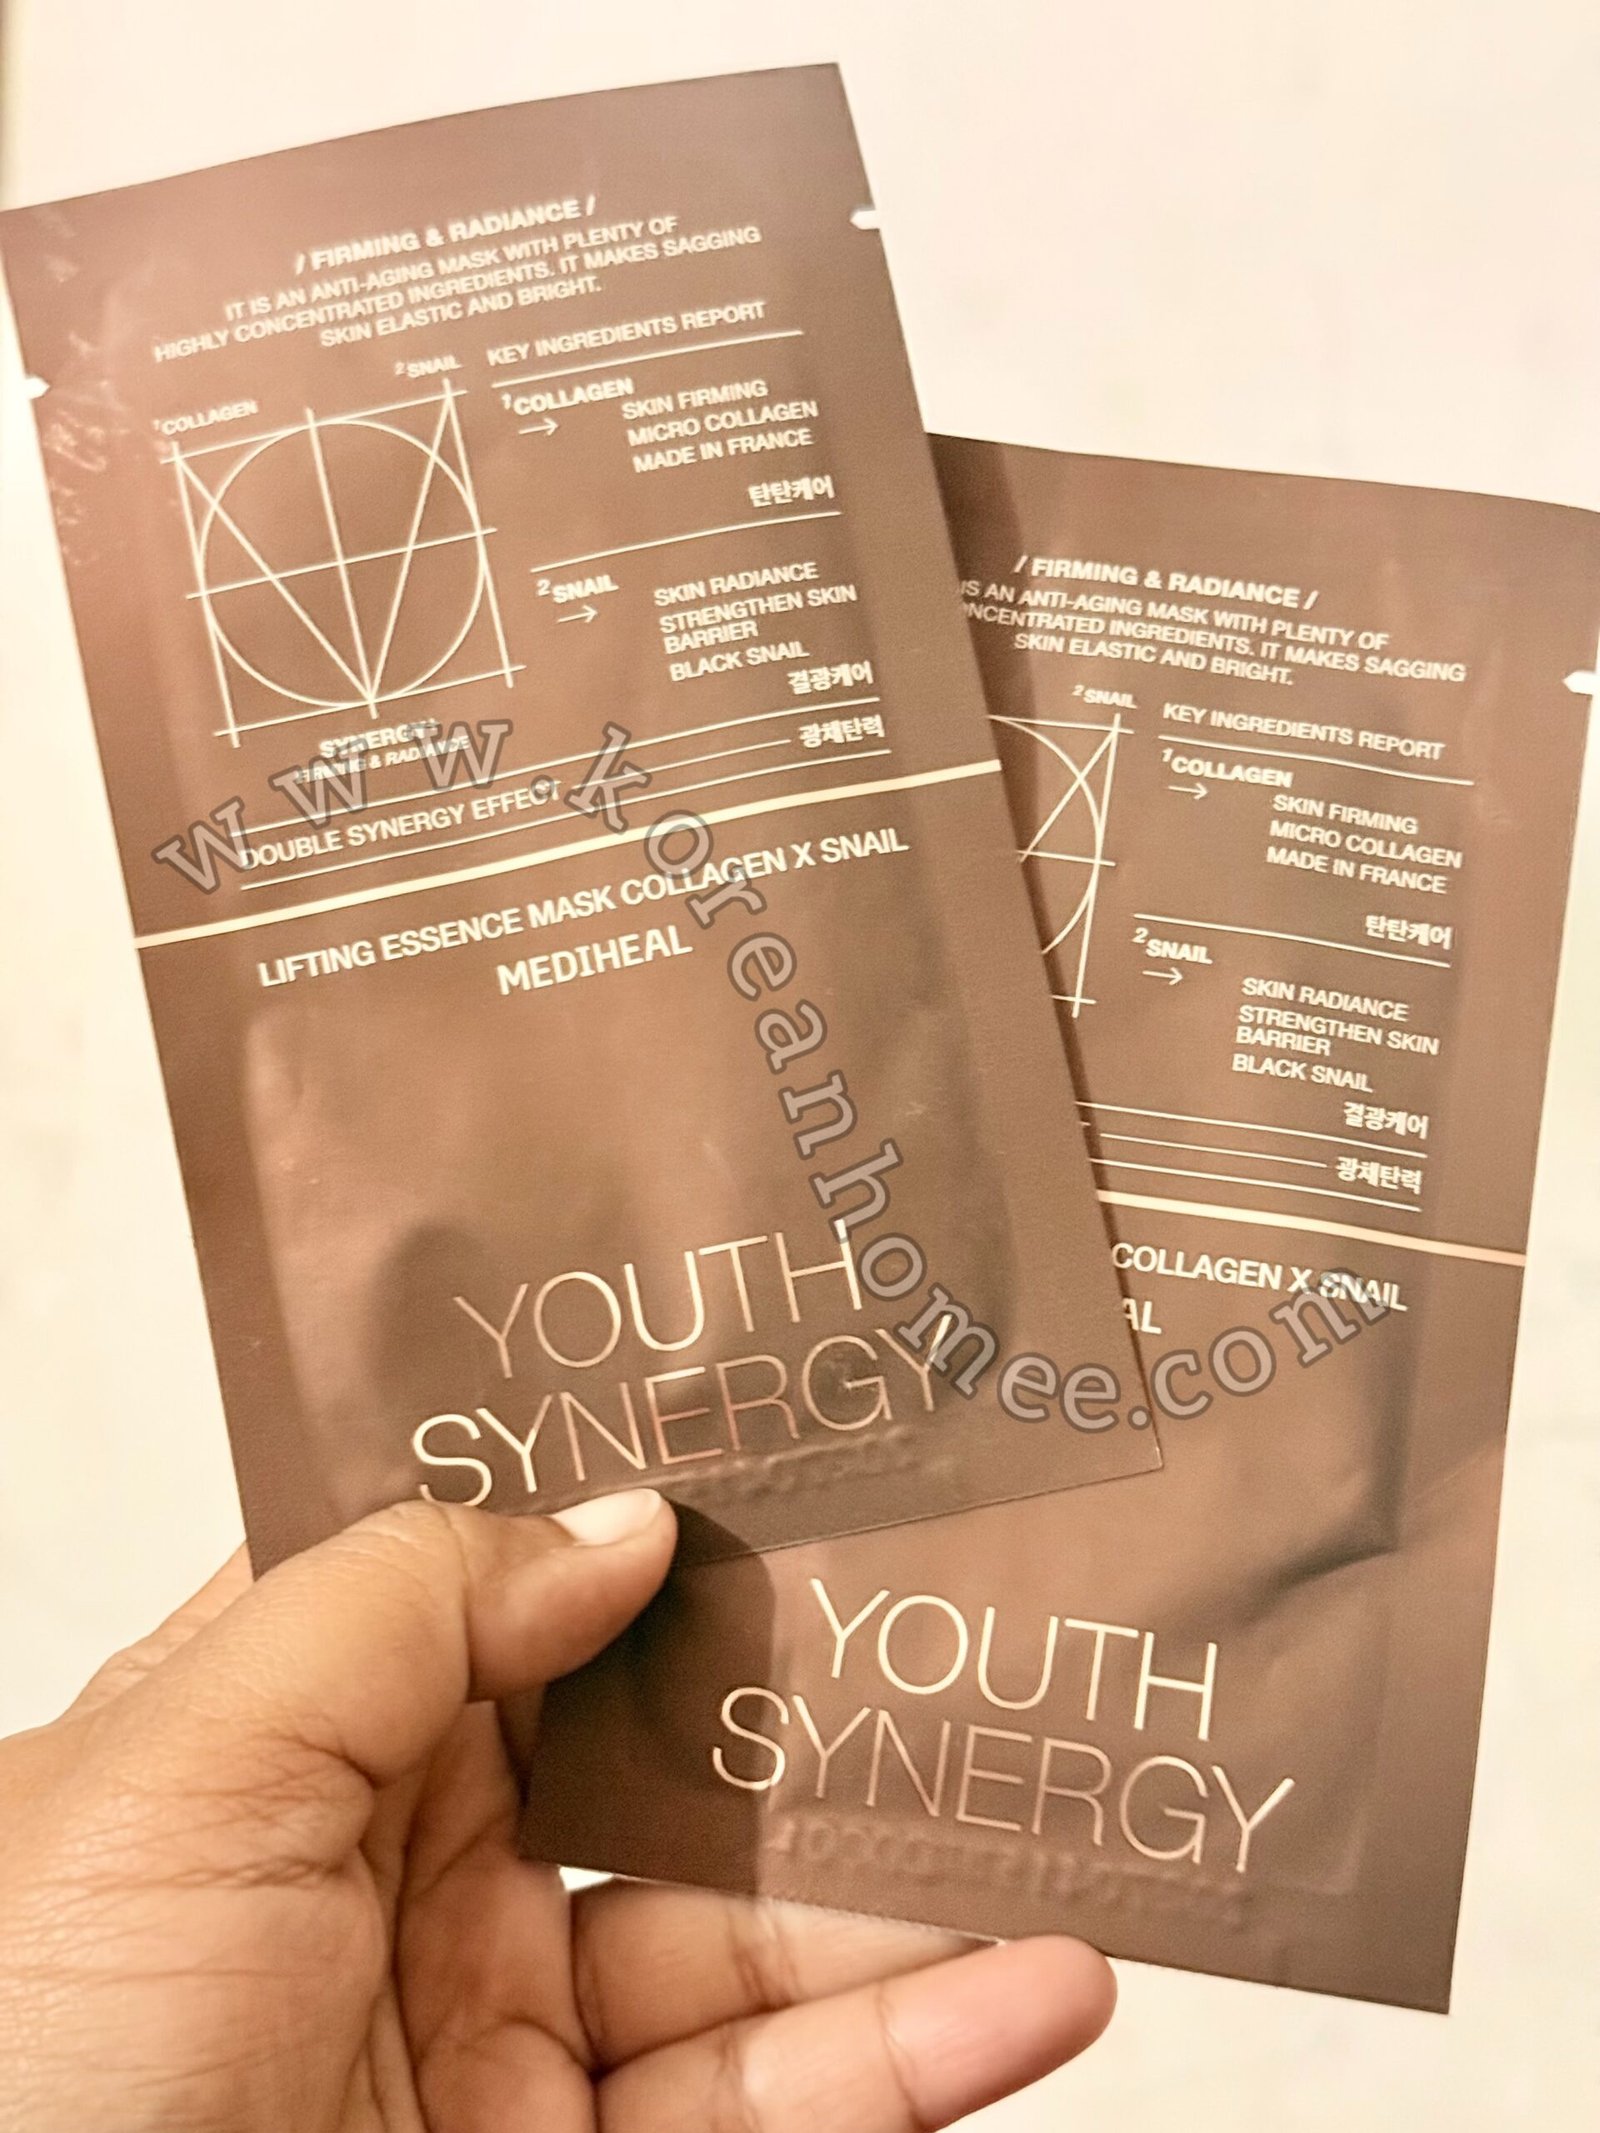 / FIRMING & RADIANCE /
IT IS AN ANTI-AGING MASK WITH PLENTY OF
HIGHLY CONCENTRATED INGREDIENTS. IT MAKES SAGGING
SKIN ELASTIC AND BRIGHT.
1 COLLAGEN
2 SNAIL
SYNERGY
FIRMING & RADIANCE
KEY INGREDIENTS REPORT
1 COLLAGEN
→ SKIN FIRMING
MICRO COLLAGEN
MADE IN FRANCE
탄탄케어
2 SNAIL
→ SKIN RADIANCE
STRENGTHEN SKIN
BARRIER
BLACK SNAIL
결광케어
DOUBLE SYNERGY EFFECT 광채탄력
LIFTING ESSENCE MASK COLLAGEN X SNAIL
MEDIHEAL
YOUTH
SYNERGY
/ FIRMING & RADIANCE /
IS AN ANTI-AGING MASK WITH PLENTY OF
NCENTRATED INGREDIENTS. IT MAKES SAGGING
SKIN ELASTIC AND BRIGHT.
2 SNAIL
KEY INGREDIENTS REPORT
1 COLLAGEN
→ SKIN FIRMING
MICRO COLLAGEN
MADE IN FRANCE
탄탄케어
2 SNAIL
→ SKIN RADIANCE
STRENGTHEN SKIN
BARRIER
BLACK SNAIL
결광케어
광채탄력
COLLAGEN X SNAIL
AL
YOUTH
SYNERGY
www.koreanhomee.com